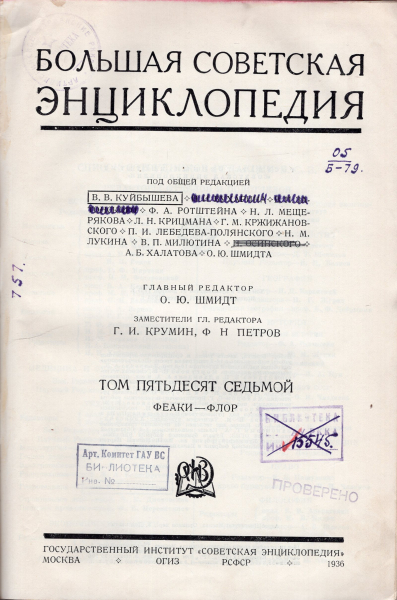 БОЛЬШАЯ СОВЕТСКАЯ
ЭНЦИКЛОПЕДИЯ
05
Б-79.
ПОД ОБЩЕЙ РЕДАКЦИЕЙ
В. В. КУЙБЫШЕВА
Ф. А. РОТШТЕЙНА ✧ Н. Л. МЕЩЕ-
РЯКОВА ✧ Л. Н. КРИЦМАНА ✧ Г. М. КРЖИЖАНОВ-
СКОГО ✧ П. И. ЛЕБЕДЕВА-ПОЛЯНСКОГО ✧ Н. М.
ЛУКИНА ✧ В. П. МИЛЮТИНА ✧ Н. ОСИНСКОГО
А. Б. ХАЛАТОВА ✧ О. Ю. ШМИДТА
757.
ГЛАВНЫЙ РЕДАКТОР
О. Ю. ШМИДТ
ЗАМЕСТИТЕЛИ ГЛ. РЕДАКТОРА
Г. И. КРУМИН, Ф Н ПЕТРОВ
ТОМ ПЯТЬДЕСЯТ СЕДЬМОЙ
ФЕАКИ—ФЛОР
БИБЛИОТЕКА
15545.
Арт. Комитет ГАУ ВС
БИБЛИОТЕКА
Инв. №
ПРОВЕРЕНО
ГОСУДАРСТВЕННЫЙ ИНСТИТУТ „СОВЕТСКАЯ ЭНЦИКЛОПЕДИЯ"
МОСКВА ✧ ОГИЗ РСФСР ✧ 1936